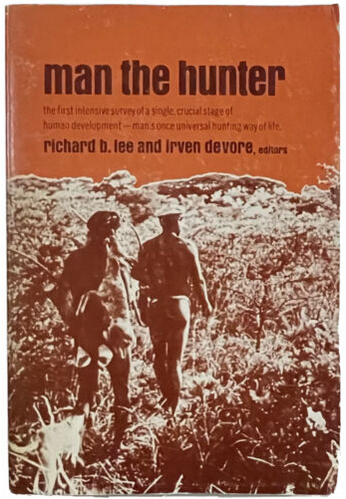 man the hunter
the first intensive survey of a single, crucial stage of
human development — man's once universal hunting way of life.
richard b. lee and irven devore, editors